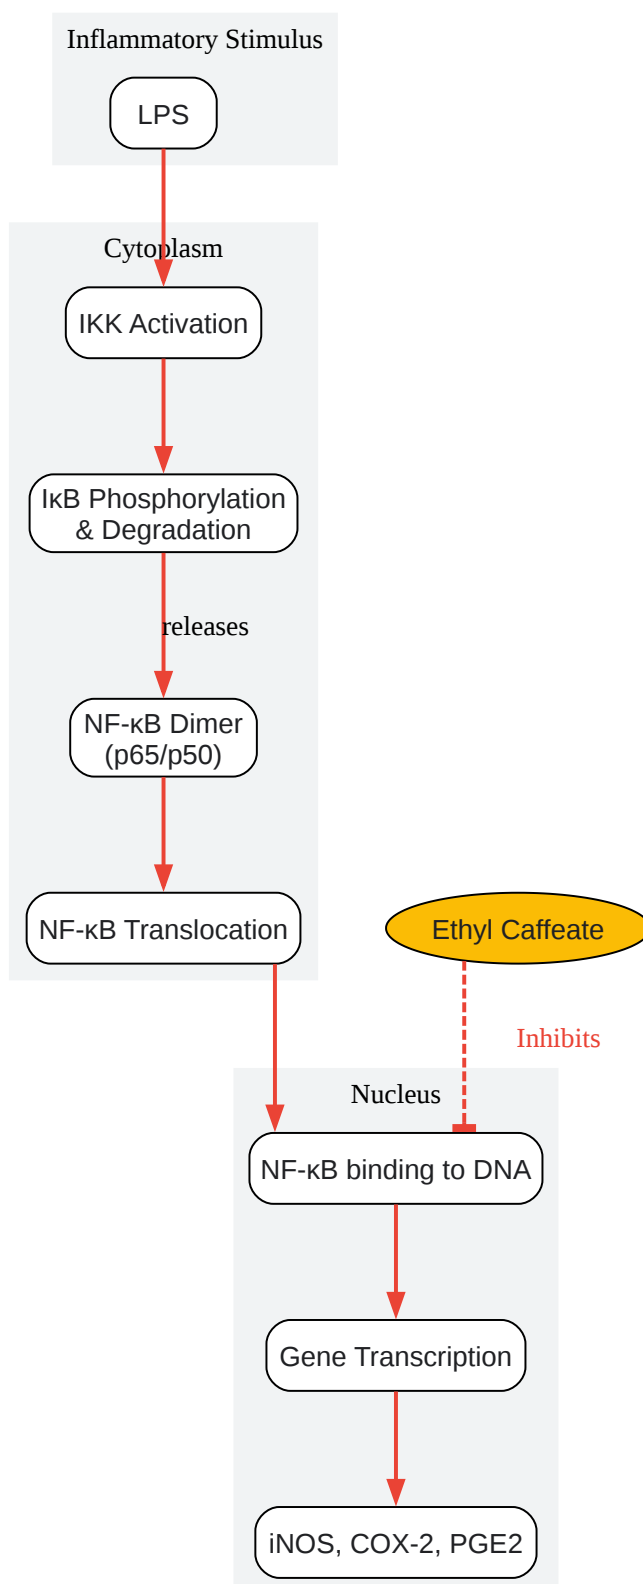 Inflammatory Stimulus
LPS
Cytoplasm
IKK Activation
IκB Phosphorylation
& Degradation
releases
NF-κB Dimer
(p65/p50)
NF-κB Translocation
Ethyl Caffeate
Inhibits
Nucleus
NF-κB binding to DNA
Gene Transcription
iNOS, COX-2, PGE2